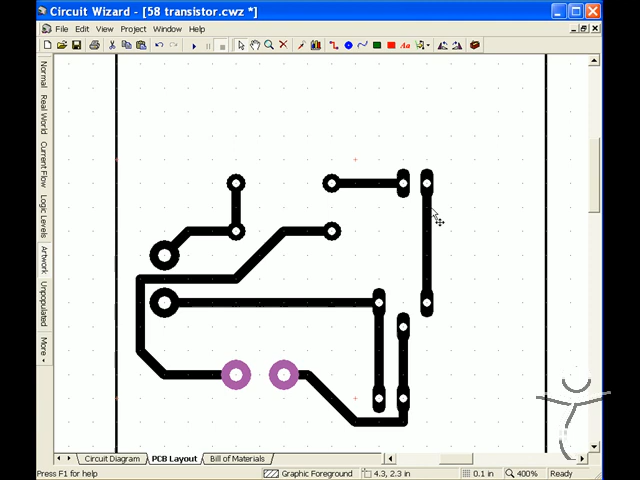 Circuit Wizard - [58 transistor.cwz *]
File Edit View Project Window Help
Aa
Normal
Real World
Current Flow
Logic Levels
Artwork
Unpopulated
More
Circuit Diagram PCB Layout Bill of Materials
Press F1 for help Graphic Foreground 4.3, 2.3 in 0.1 in 400% Ready